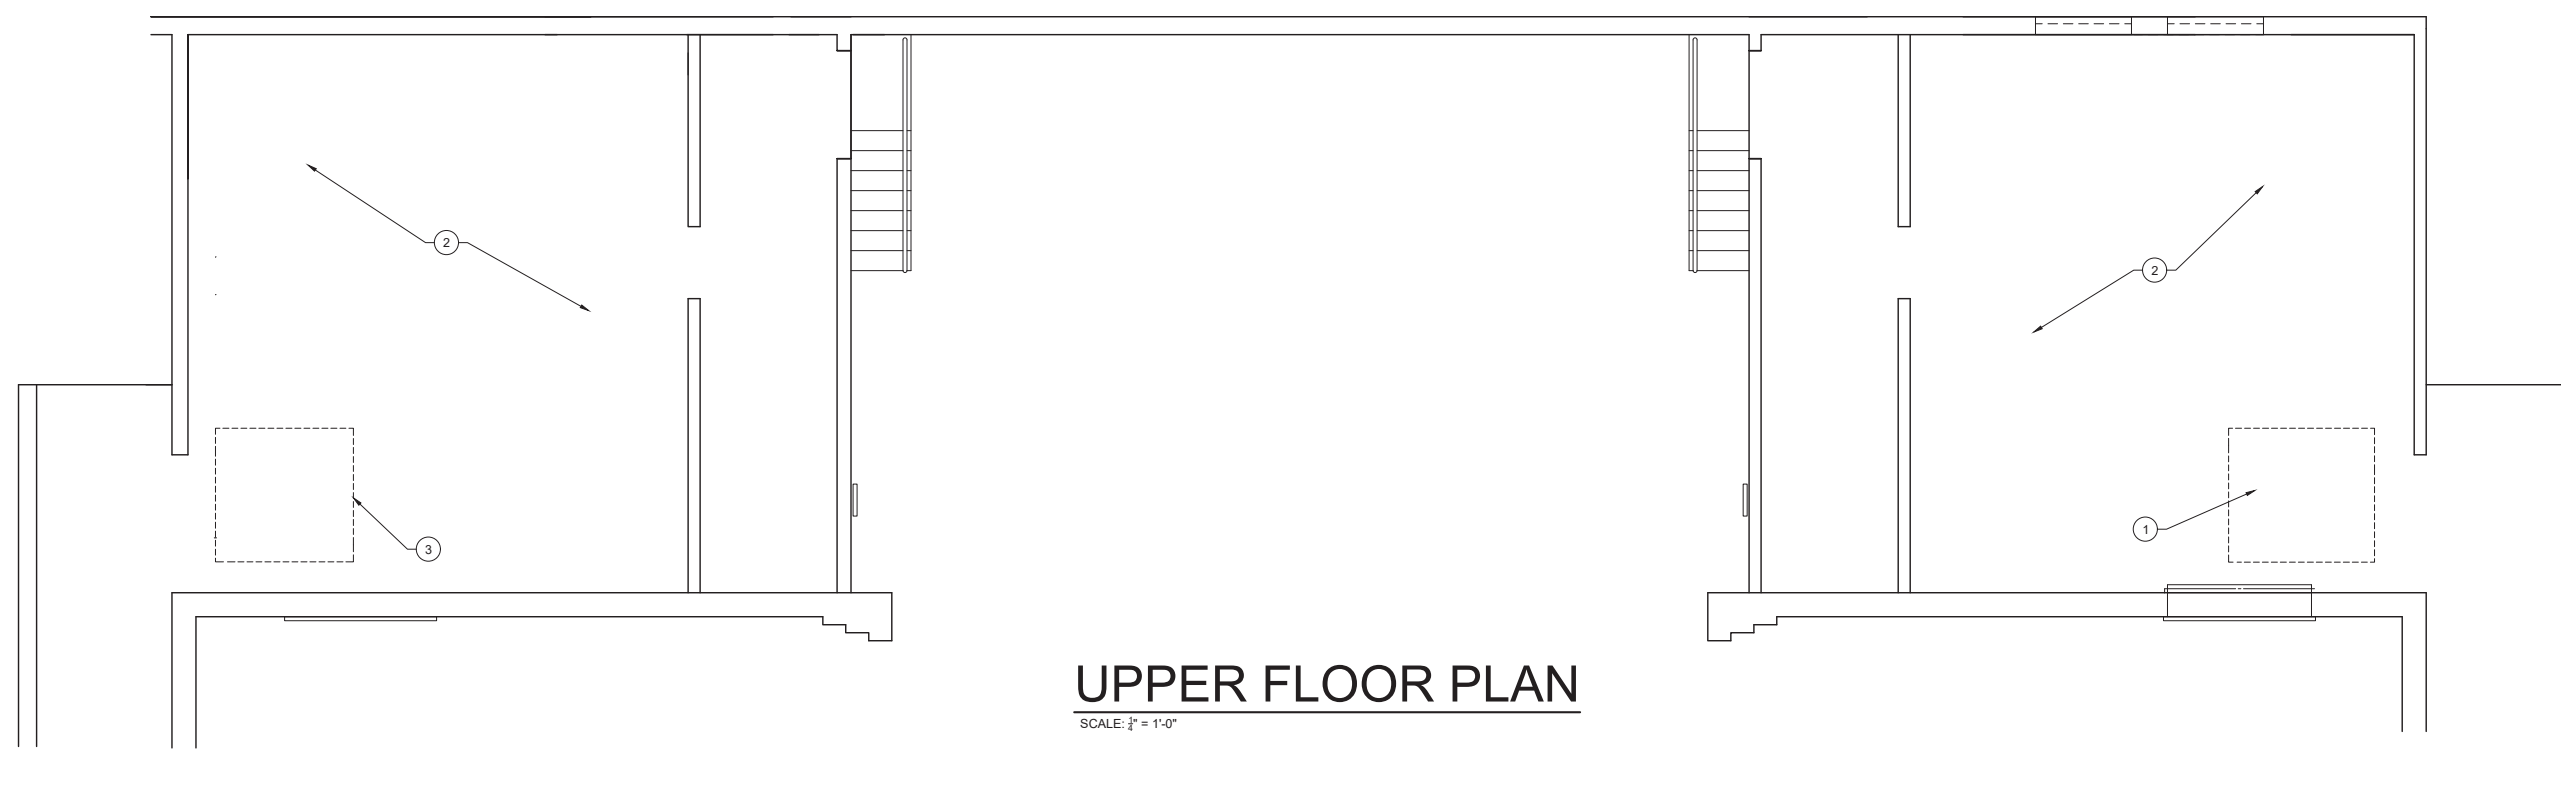 2
2
1
3
UPPER FLOOR PLAN
SCALE: 1/4" = 1'-0"